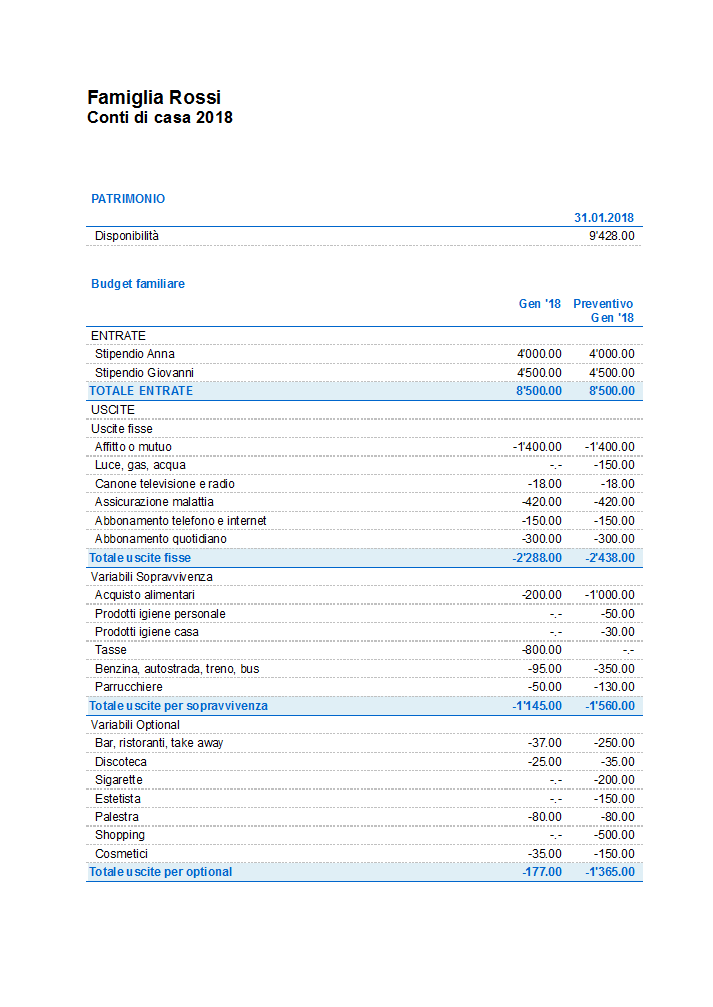 Famiglia Rossi
Conti di casa 2018
PATRIMONIO
31.01.2018
Disponibilità 9'428.00
Budget familiare
Gen '18 Preventivo
Gen '18
ENTRATE
Stipendio Anna 4'000.00 4'000.00
Stipendio Giovanni 4'500.00 4'500.00
TOTALE ENTRATE 8'500.00 8'500.00
USCITE
Uscite fisse
Affitto o mutuo -1'400.00 -1'400.00
Luce, gas, acqua -.- -150.00
Canone televisione e radio -18.00 -18.00
Assicurazione malattia -420.00 -420.00
Abbonamento telefono e internet -150.00 -150.00
Abbonamento quotidiano -300.00 -300.00
Totale uscite fisse -2'288.00 -2'438.00
Variabili Sopravvivenza
Acquisto alimentari -200.00 -1'000.00
Prodotti igiene personale -.- -50.00
Prodotti igiene casa -.- -30.00
Tasse -800.00 -.-
Benzina, autostrada, treno, bus -95.00 -350.00
Parrucchiere -50.00 -130.00
Totale uscite per sopravvivenza -1'145.00 -1'560.00
Variabili Optional
Bar, ristoranti, take away -37.00 -250.00
Discoteca -25.00 -35.00
Sigarette -.- -200.00
Estetista -.- -150.00
Palestra -80.00 -80.00
Shopping -.- -500.00
Cosmetici -35.00 -150.00
Totale uscite per optional -177.00 -1'365.00